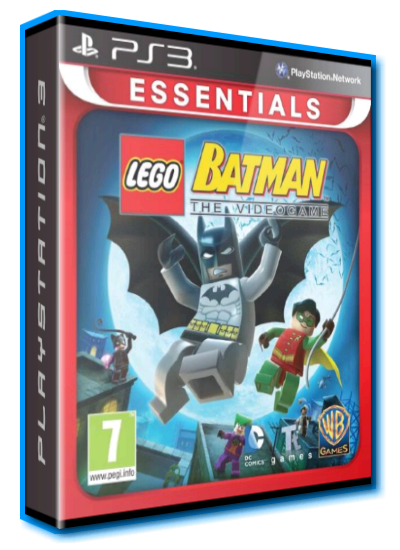 PLAYSTATION®3
PS3
PlayStation®Network
ESSENTIALS
LEGO
BATMAN
THE VIDEOGAME
7
www.pegi.info
DC
COMICS
games
WB
GAMES